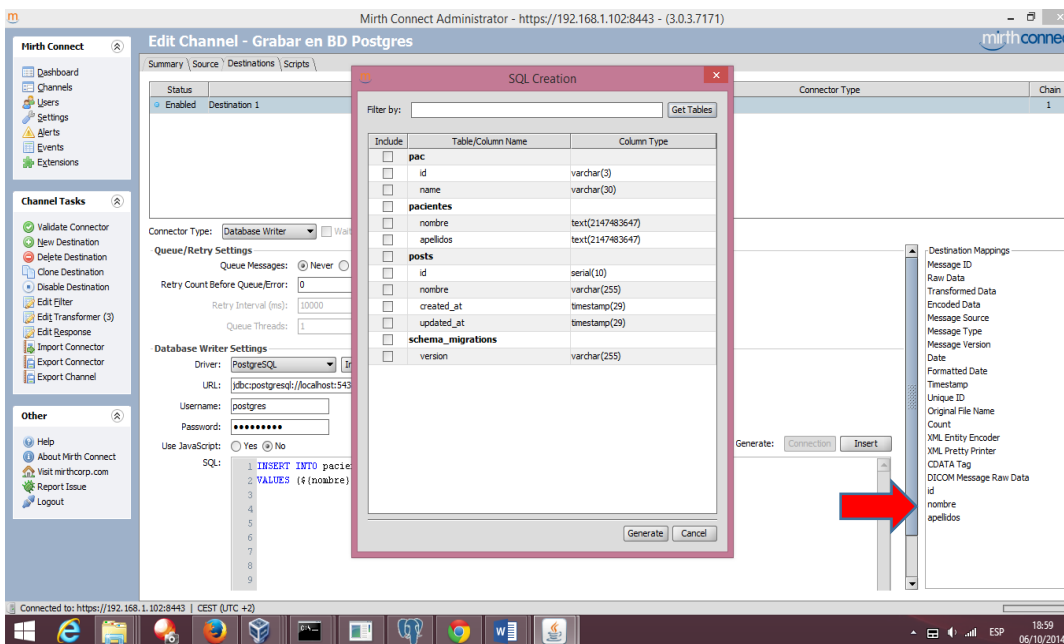 Mirth Connect Administrator - https://192.168.1.102:8443 - (3.0.3.7171)
Mirth Connect
Dashboard
Channels
Users
Settings
Alerts
Events
Extensions
Channel Tasks
Validate Connector
New Destination
Delete Destination
Clone Destination
Disable Destination
Edit Filter
Edit Transformer (3)
Edit Response
Import Connector
Export Connector
Export Channel
Other
Help
About Mirth Connect
Visit mirthcorp.com
Report Issue
Logout
Edit Channel - Grabar en BD Postgres
mirthconnec
Summary Source Destinations Scripts
Status Connector Type Chain
Enabled Destination 1 1
Connector Type: Database Writer Wait
Queue/Retry Settings
Queue Messages: Never
Retry Count Before Queue/Error: 0
Retry Interval (ms): 10000
Queue Threads: 1
Database Writer Settings
Driver: PostgreSQL
URL: jdbc:postgresql://localhost:543
Username: postgres
Password: •••••••••
Use JavaScript: Yes No
Generate: Connection Insert
SQL:
1 INSERT INTO pacie
2 VALUES (${nombre}
3
4
5
6
7
8
9
SQL Creation
Filter by: Get Tables
Include Table/Column Name Column Type
pac
id varchar(3)
name varchar(30)
pacientes
nombre text(2147483647)
apellidos text(2147483647)
posts
id serial(10)
nombre varchar(255)
created_at timestamp(29)
updated_at timestamp(29)
schema_migrations
version varchar(255)
Generate Cancel
Destination Mappings
Message ID
Raw Data
Transformed Data
Encoded Data
Message Source
Message Type
Message Version
Date
Formatted Date
Timestamp
Unique ID
Original File Name
Count
XML Entity Encoder
XML Pretty Printer
CDATA Tag
DICOM Message Raw Data
id
nombre
apellidos
Connected to: https://192.168.1.102:8443 | CEST (UTC +2)
ESP
18:59
06/10/2014